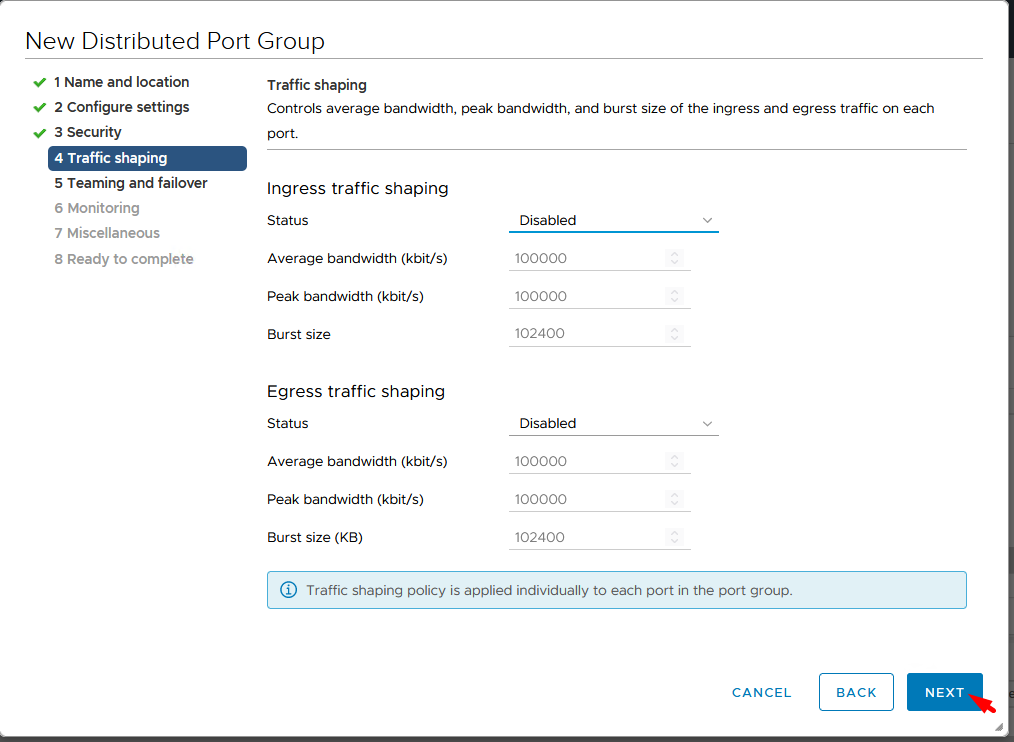 New Distributed Port Group
1 Name and location
2 Configure settings
3 Security
4 Traffic shaping
5 Teaming and failover
6 Monitoring
7 Miscellaneous
8 Ready to complete
Traffic shaping
Controls average bandwidth, peak bandwidth, and burst size of the ingress and egress traffic on each
port.
Ingress traffic shaping
Status Disabled
Average bandwidth (kbit/s) 100000
Peak bandwidth (kbit/s) 100000
Burst size 102400
Egress traffic shaping
Status Disabled
Average bandwidth (kbit/s) 100000
Peak bandwidth (kbit/s) 100000
Burst size (KB) 102400
Traffic shaping policy is applied individually to each port in the port group.
CANCEL BACK NEXT